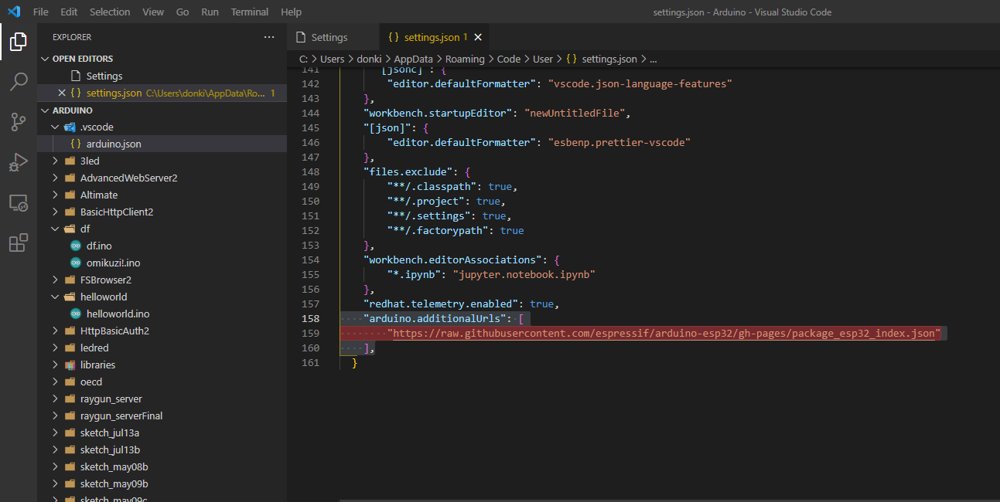 File Edit Selection View Go Run Terminal Help settings.json - Arduino - Visual Studio Code
EXPLORER ···
OPEN EDITORS
Settings
{ } settings.json C:\Users\donki\AppData\Ro... 1
ARDUINO
.vscode
{ } arduino.json
3led
AdvancedWebServer2
Altimate
BasicHttpClient2
df
df.ino
omikuzi!.ino
FSBrowser2
helloworld
helloworld.ino
HttpBasicAuth2
ledred
libraries
oecd
raygun_server
raygun_serverFinal
sketch_jul13a
sketch_jul13b
sketch_may08b
sketch_may09b
sketch_may09c
Settings { } settings.json 1
C: > Users > donki > AppData > Roaming > Code > User > { } settings.json > ...
141 "[jsonc]": {
142 "editor.defaultFormatter": "vscode.json-language-features"
143 },
144 "workbench.startupEditor": "newUntitledFile",
145 "[json]": {
146 "editor.defaultFormatter": "esbenp.prettier-vscode"
147 },
148 "files.exclude": {
149 "**/.classpath": true,
150 "**/.project": true,
151 "**/.settings": true,
152 "**/.factorypath": true
153 },
154 "workbench.editorAssociations": {
155 "*.ipynb": "jupyter.notebook.ipynb"
156 },
157 "redhat.telemetry.enabled": true,
158 "arduino.additionalUrls": [
159 "https://raw.githubusercontent.com/espressif/arduino-esp32/gh-pages/package_esp32_index.json"
160 ],
161 }